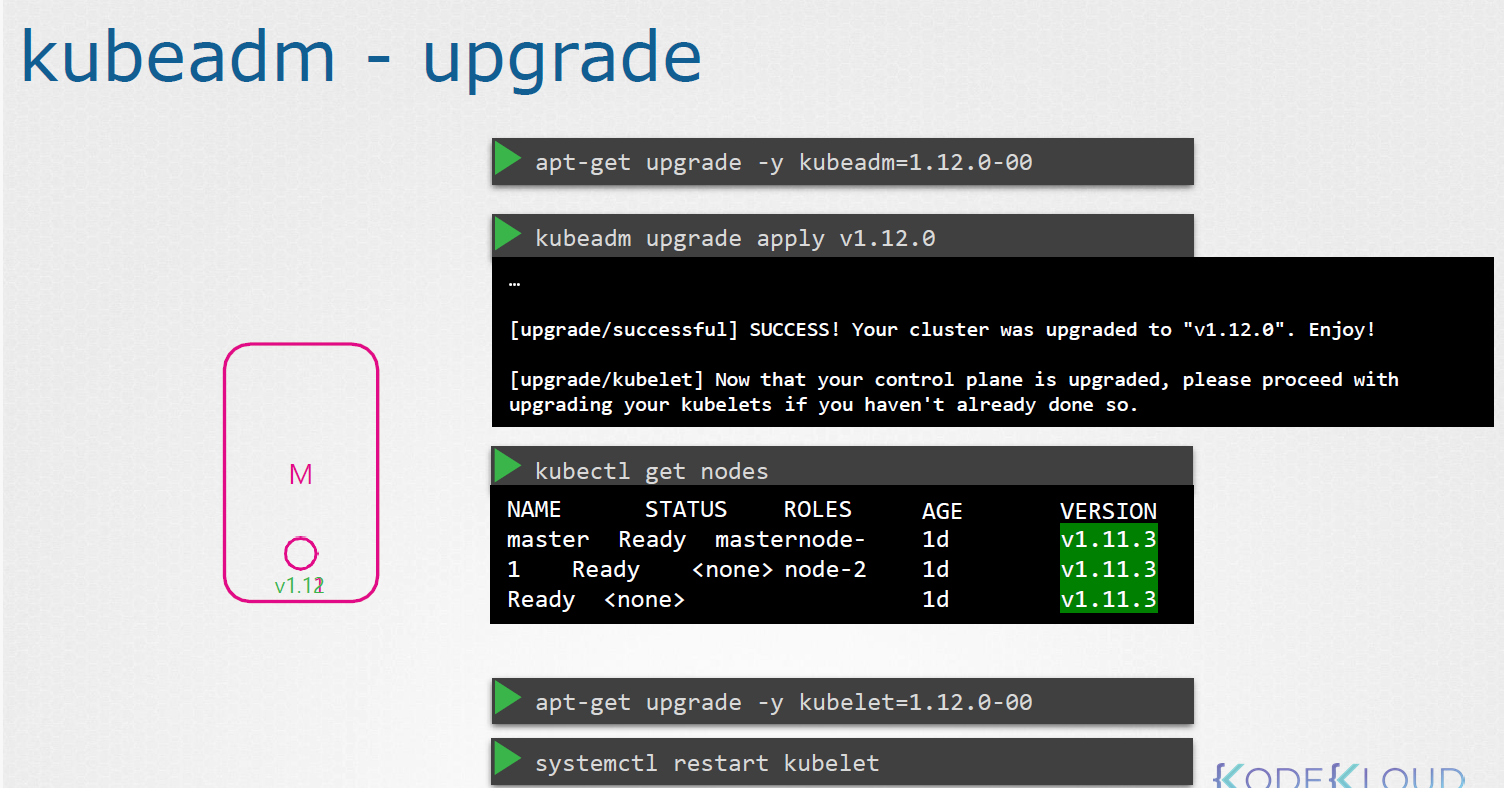 kubeadm - upgrade
apt-get upgrade -y kubeadm=1.12.0-00
kubeadm upgrade apply v1.12.0
…
[upgrade/successful] SUCCESS! Your cluster was upgraded to "v1.12.0". Enjoy!
[upgrade/kubelet] Now that your control plane is upgraded, please proceed with
upgrading your kubelets if you haven't already done so.
M
kubectl get nodes
NAME STATUS ROLES AGE VERSION
master Ready masternode- 1d v1.11.3
1 Ready <none> node-2 1d v1.11.3
Ready <none> 1d v1.11.3
apt-get upgrade -y kubelet=1.12.0-00
systemctl restart kubelet
KODEKLOUD